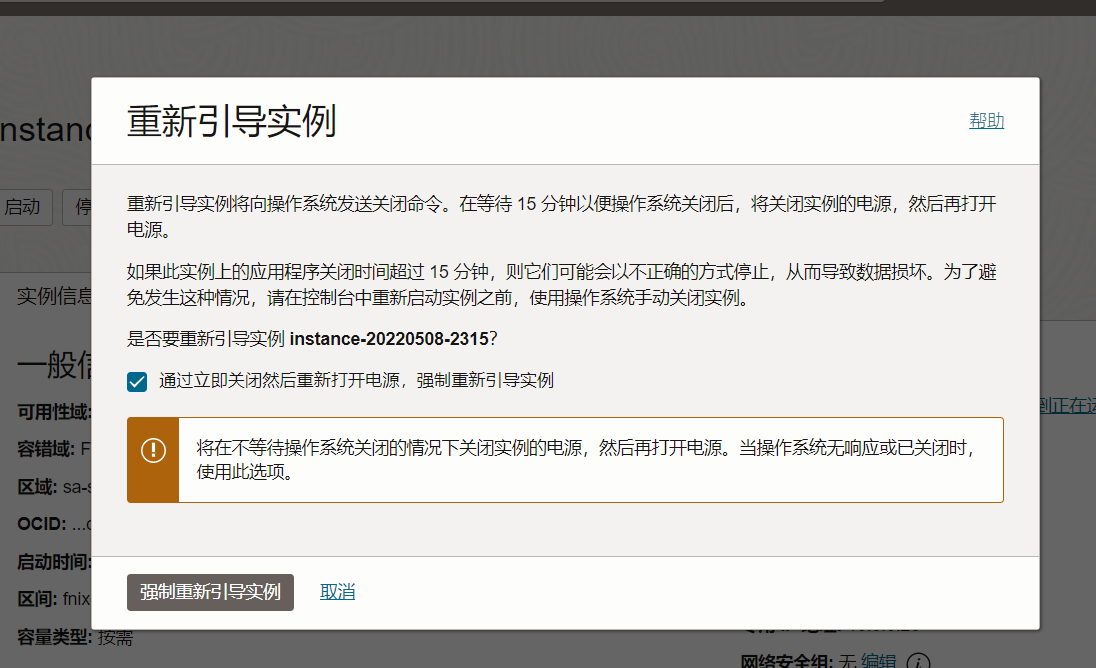 重新引导实例
帮助
启动
停
重新引导实例将向操作系统发送关闭命令。在等待 15 分钟以便操作系统关闭后，将关闭实例的电源，然后再打开
电源。
如果此实例上的应用程序关闭时间超过 15 分钟，则它们可能会以不正确的方式停止，从而导致数据损坏。为了避
免发生这种情况，请在控制台中重新启动实例之前，使用操作系统手动关闭实例。
实例信息
是否要重新引导实例 instance-20220508-2315？
一般信
通过立即关闭然后重新打开电源，强制重新引导实例
可用性域:
到正在运
将在不等待操作系统关闭的情况下关闭实例的电源，然后再打开电源。当操作系统无响应或已关闭时，
使用此选项。
容错域: F
区域: sa-s
OCID: ...c
启动时间:
强制重新引导实例
取消
区间: fnix
容量类型: 按需
网络安全组: 无 编辑